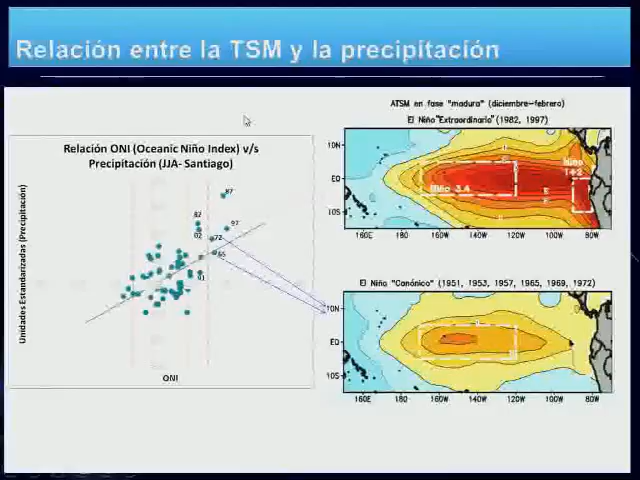 Relación entre la TSM y la precipitación
Relación ONI (Oceanic Niño Index) v/s
Precipitación (JJA- Santiago)
Unidades Estandarizadas (Precipitación)
87
82
97
02
72
65
91
ONI
ATSM en fase "madura" (diciembre-febrero)
El Niño "Extraordinario" (1982, 1997)
10N
EQ
10S
Niño 3.4
Niño 1+2
160E
180
160W
140W
120W
100W
80W
El Niño "Canónico" (1951, 1953, 1957, 1965, 1969, 1972)
10N
EQ
10S
160E
180
160W
140W
120W
100W
80W